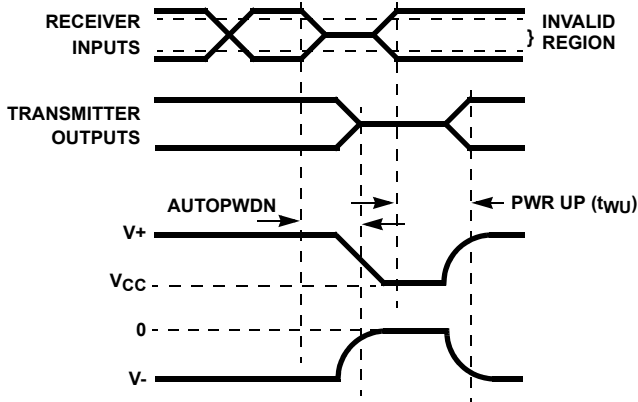 RECEIVER
INPUTS
} INVALID
REGION
TRANSMITTER
OUTPUTS
AUTOPWDN
PWR UP (tWU)
V+
VCC
0
V-